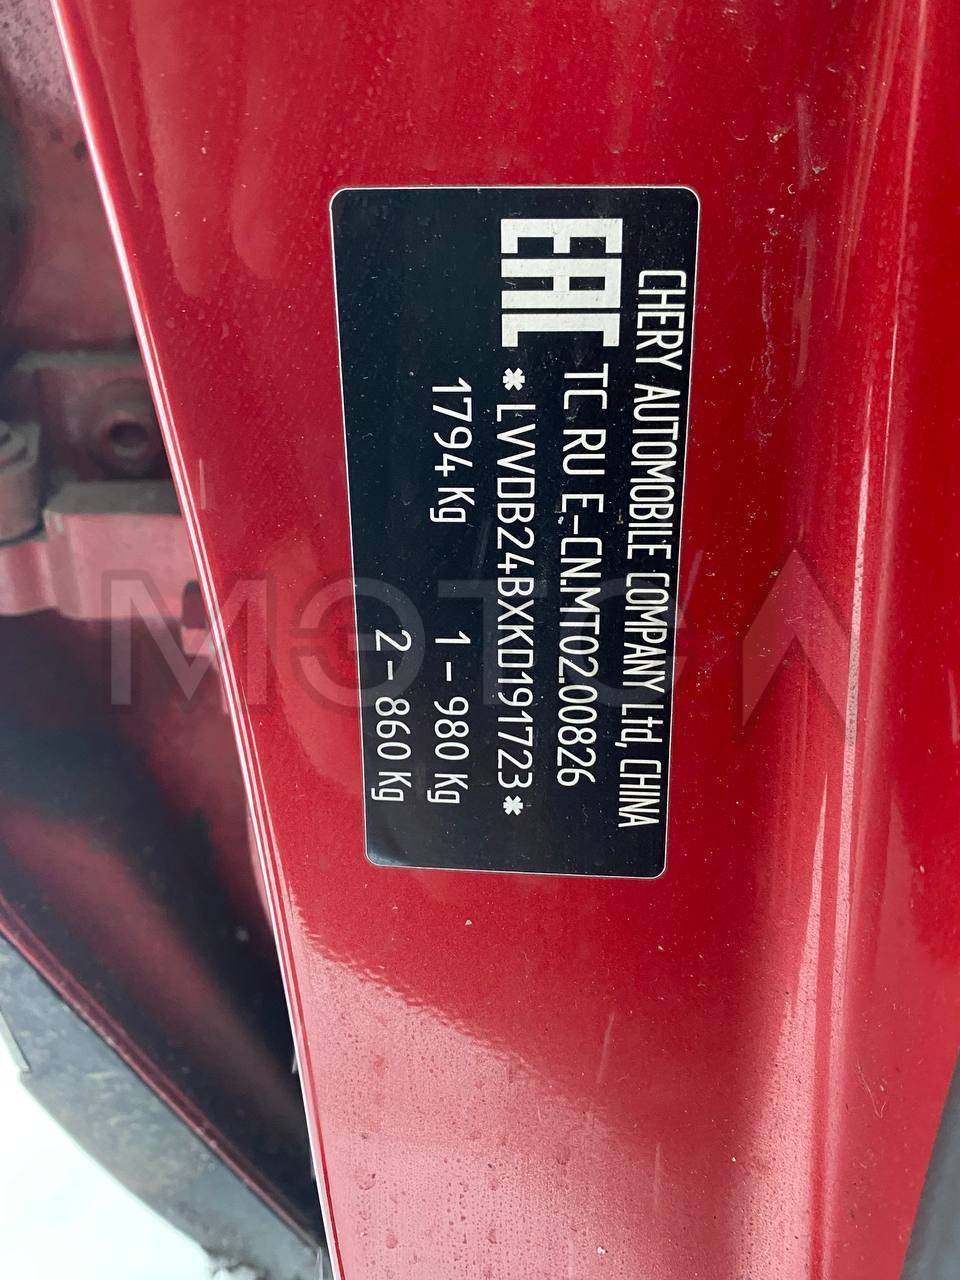 CHERY AUTOMOBILE COMPANY Ltd, CHINA
EAC TC RU E-CN.MT02.00826
*LVVDB24BXKD191723*
1794 Kg 1 - 980 Kg
2 - 860 Kg
МЭТС